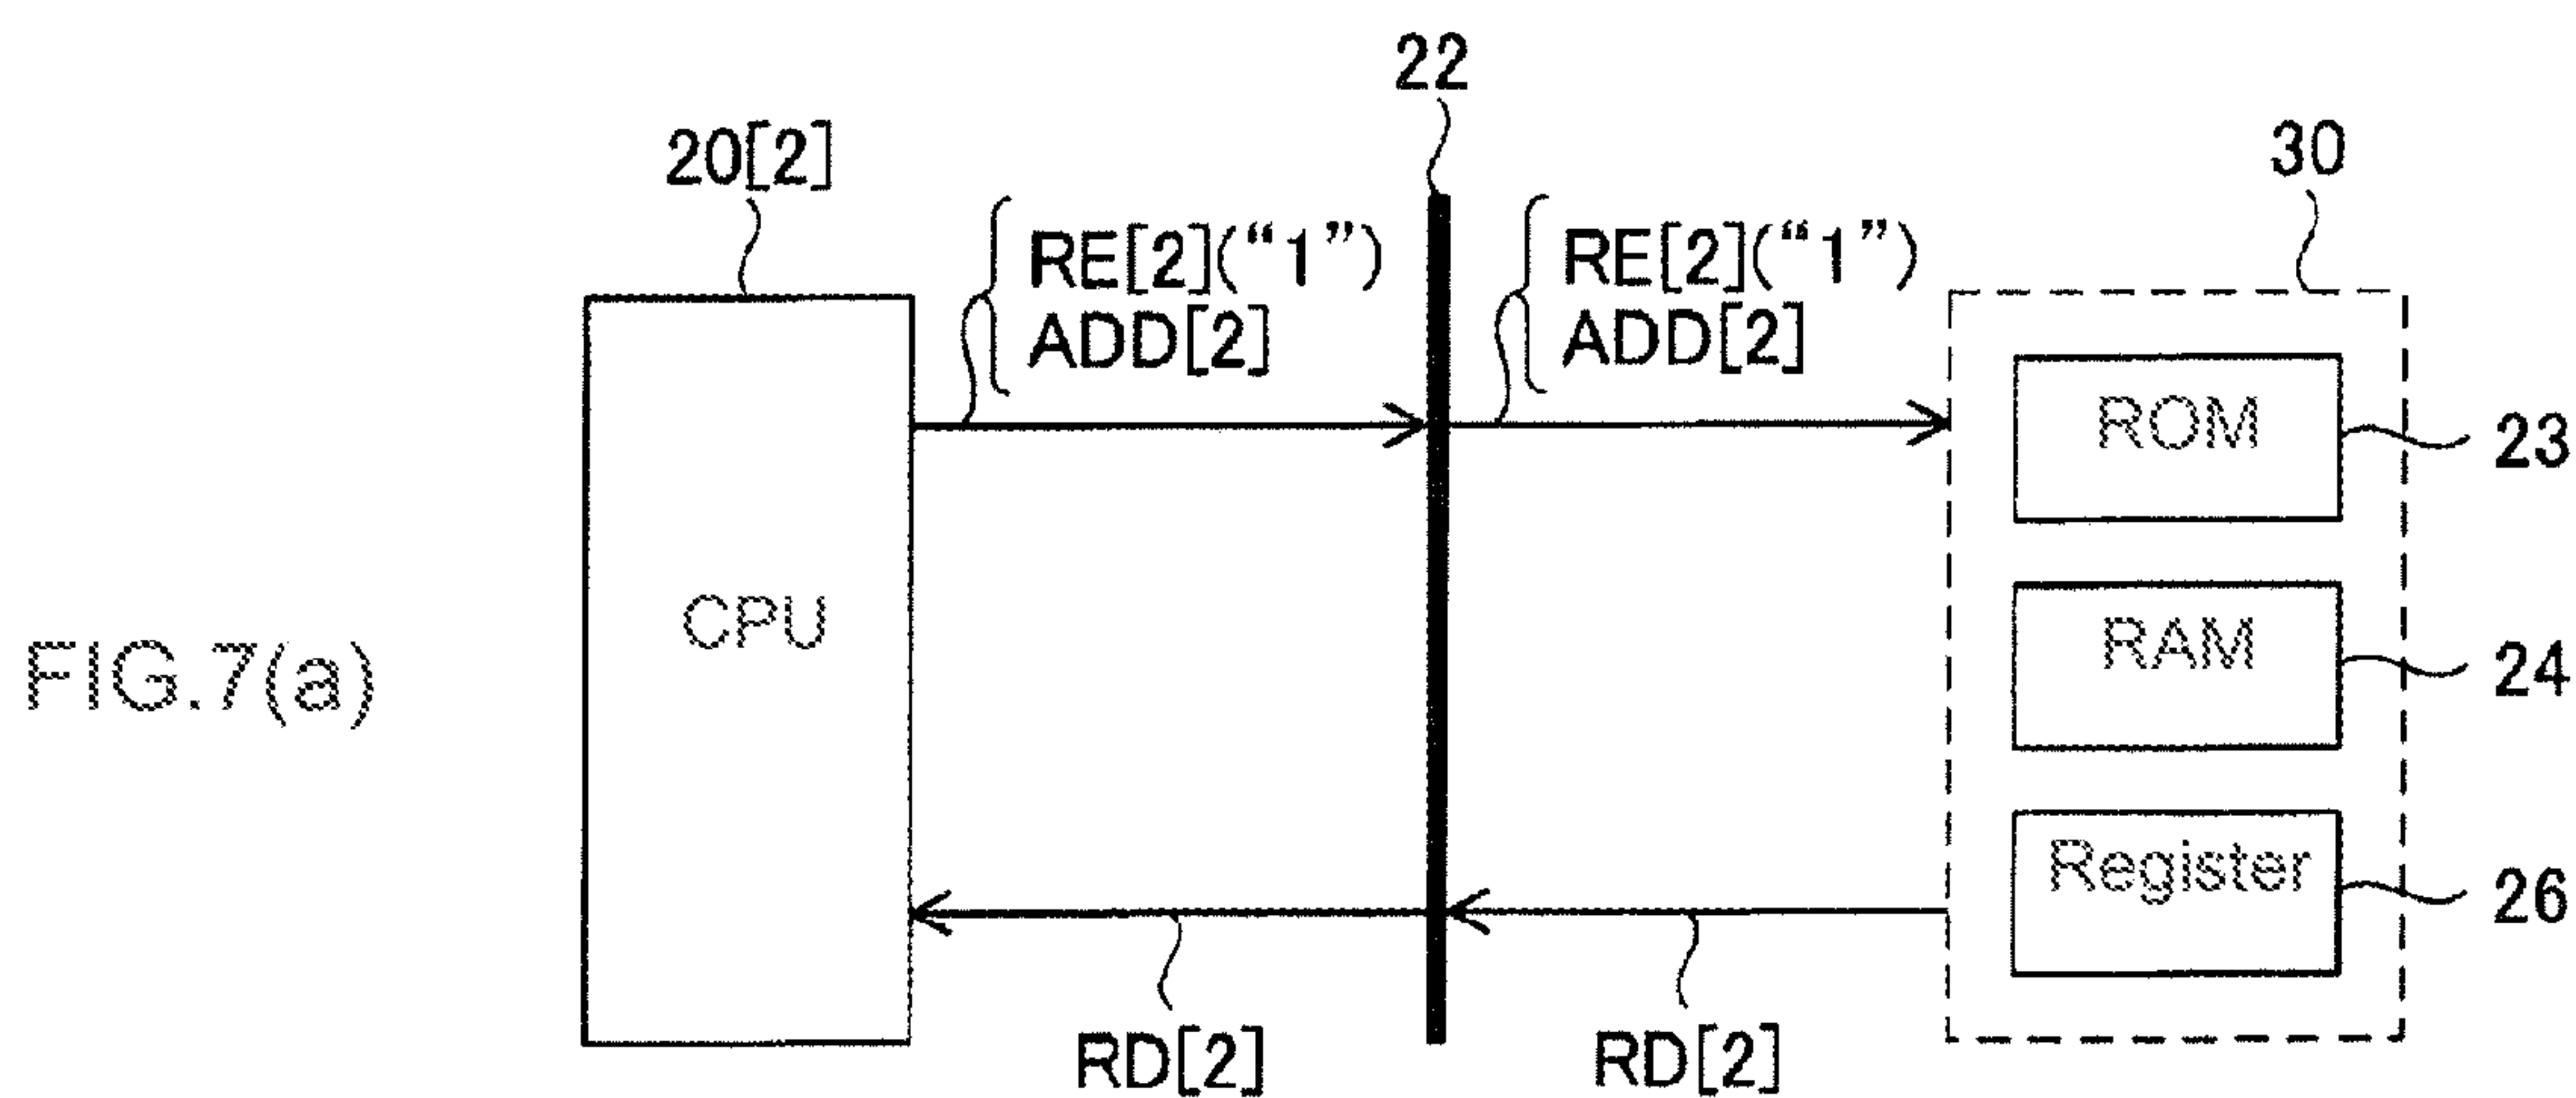 22
20[2]
30
RE[2](“1”)
ADD[2]
RE[2](“1”)
ADD[2]
ROM
23
CPU
RAM
24
FIG.7(a)
Register
26
RD[2]
RD[2]